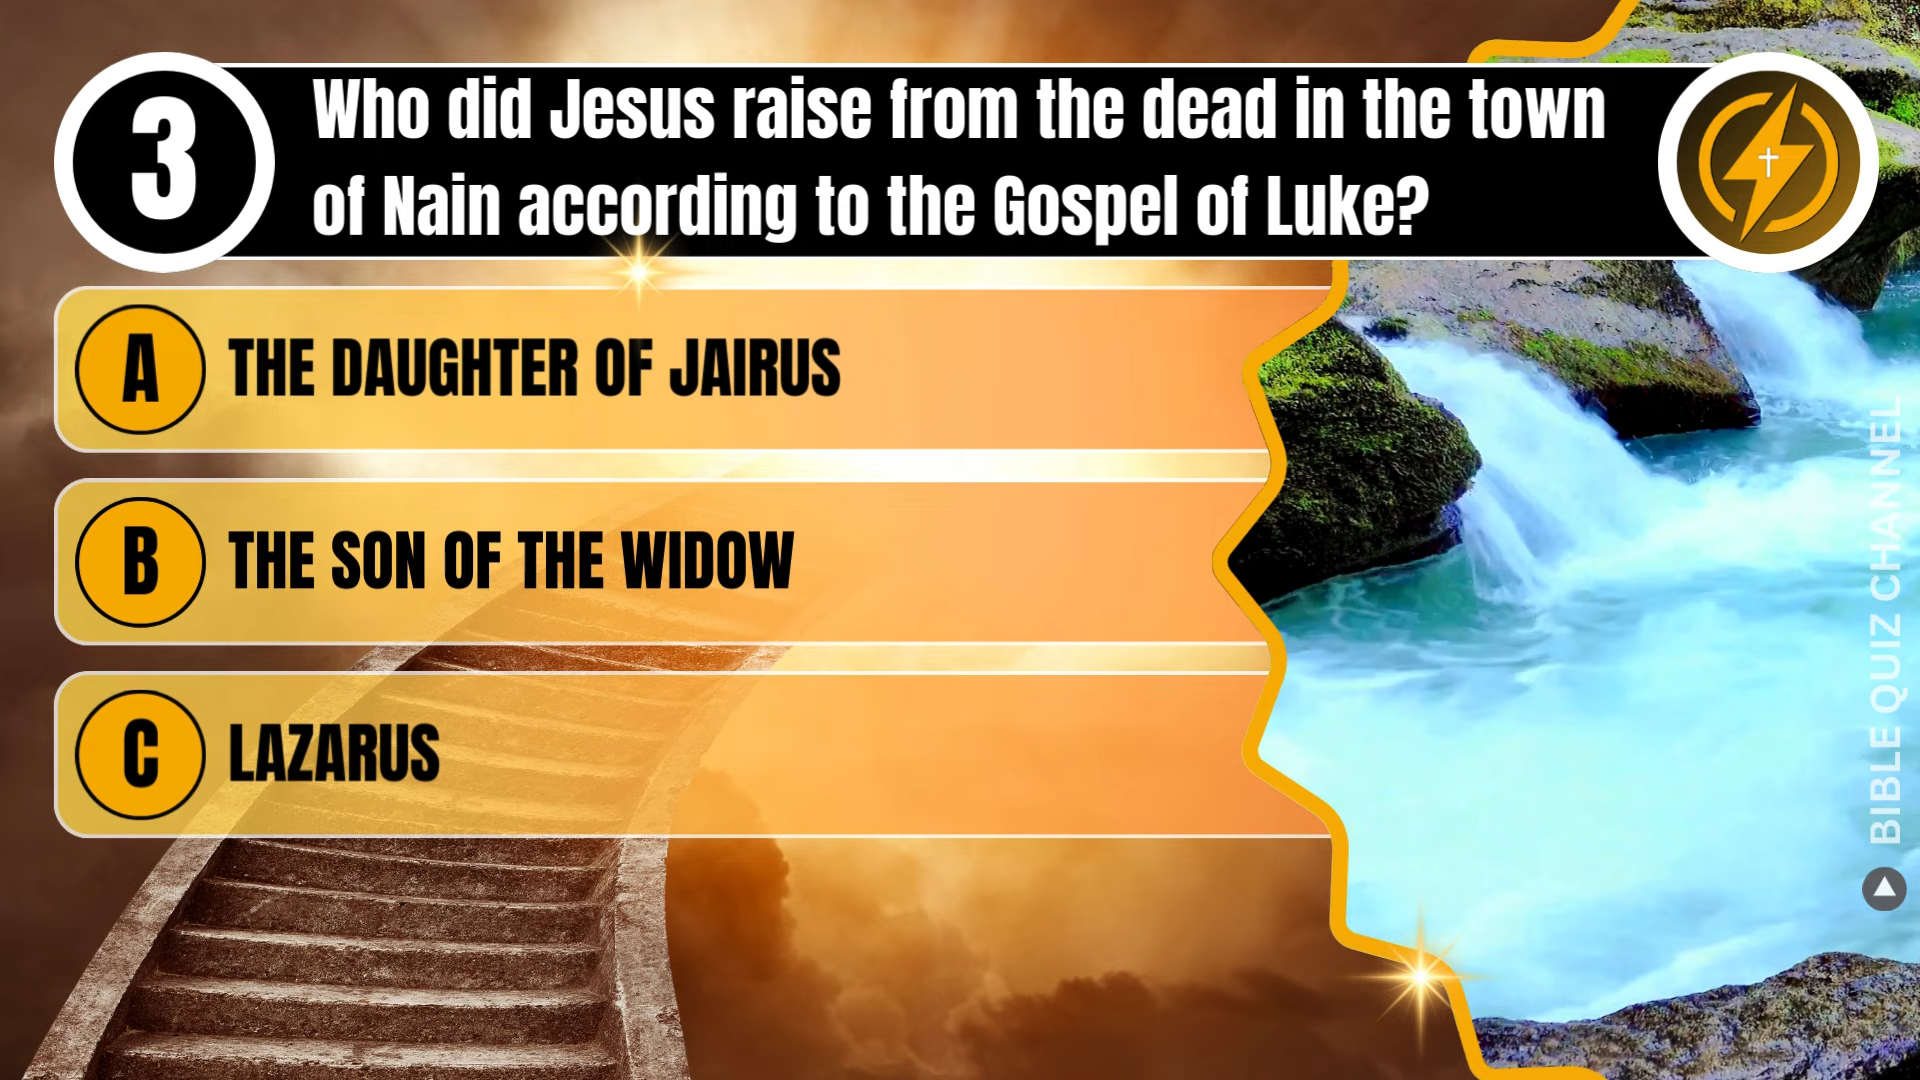 3
Who did Jesus raise from the dead in the town
of Nain according to the Gospel of Luke?
A
THE DAUGHTER OF JAIRUS
B
THE SON OF THE WIDOW
C
LAZARUS
BIBLE QUIZ CHANNEL